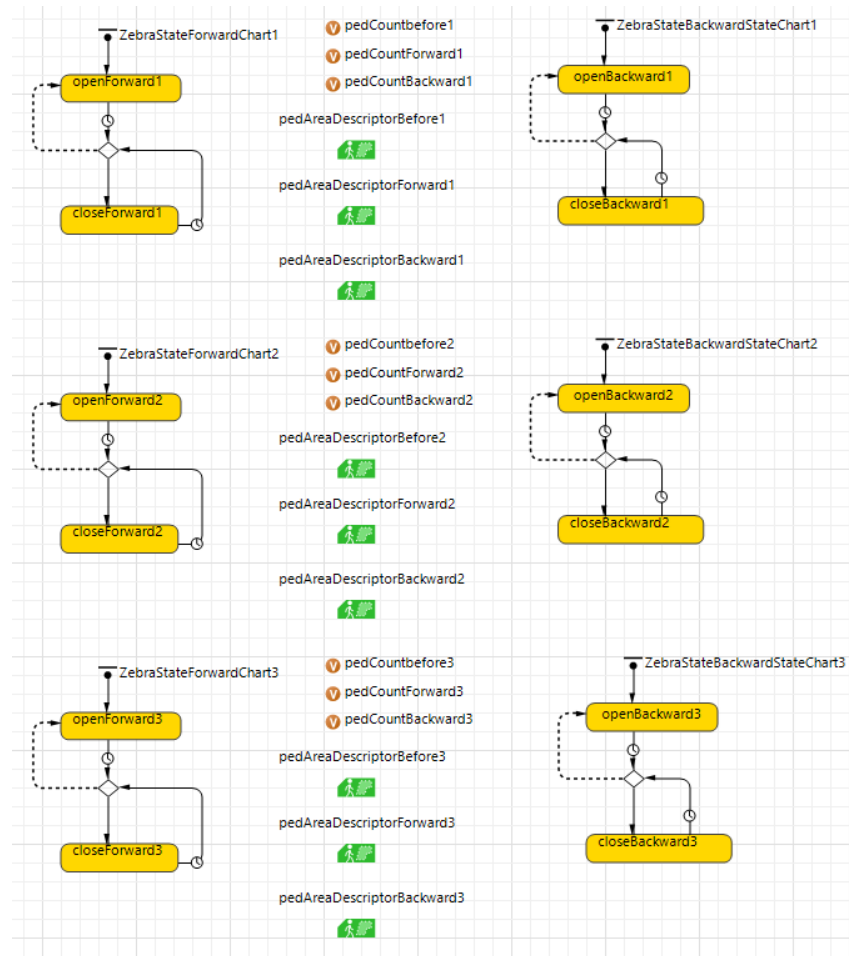 ZebraStateForwardChart1
openForward1
closeForward1
V pedCountbefore1
V pedCountForward1
V pedCountBackward1
pedAreaDescriptorBefore1
pedAreaDescriptorForward1
pedAreaDescriptorBackward1
ZebraStateBackwardStateChart1
openBackward1
closeBackward1
ZebraStateForwardChart2
openForward2
closeForward2
V pedCountbefore2
V pedCountForward2
V pedCountBackward2
pedAreaDescriptorBefore2
pedAreaDescriptorForward2
pedAreaDescriptorBackward2
ZebraStateBackwardStateChart2
openBackward2
closeBackward2
ZebraStateForwardChart3
openForward3
closeForward3
V pedCountbefore3
V pedCountForward3
V pedCountBackward3
pedAreaDescriptorBefore3
pedAreaDescriptorForward3
pedAreaDescriptorBackward3
ZebraStateBackwardStateChart3
openBackward3
closeBackward3